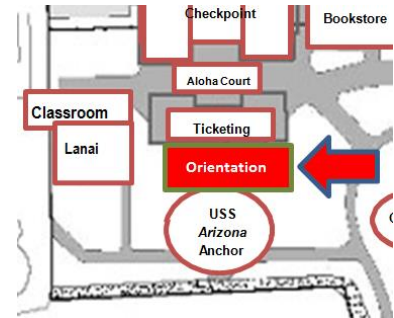 Checkpoint
Bookstore
Aloha Court
Classroom
Ticketing
Lanai
Orientation
USS
Arizona
Anchor